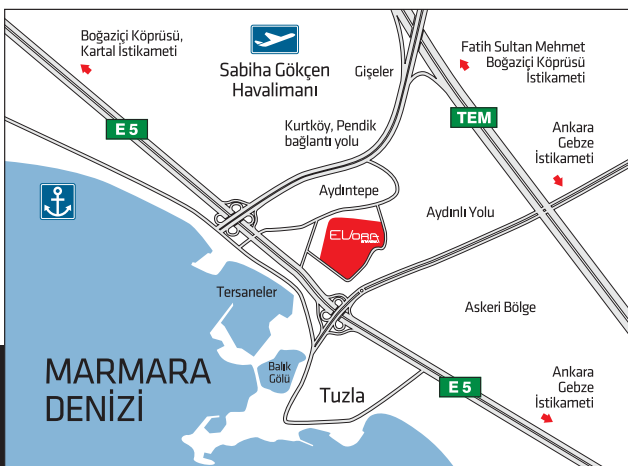 Boğaziçi Köprüsü,
Kartal İstikameti
Sabiha Gökçen
Havalimanı
Gişeler
Fatih Sultan Mehmet
Boğaziçi Köprüsü
İstikameti
E 5
TEM
Kurtköy, Pendik
bağlantı yolu
Ankara
Gebze
İstikameti
Aydıntepe
Aydınlı Yolu
EVORA
İSTANBUL
Tersaneler
Askeri Bölge
MARMARA
DENİZİ
Balık
Gölü
Tuzla
E 5
Ankara
Gebze
İstikameti